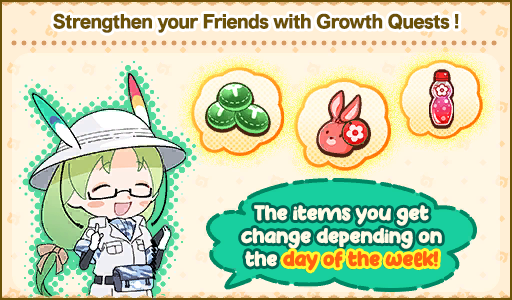 Strengthen your Friends with Growth Quests !
The items you get
change depending on
the day of the week!